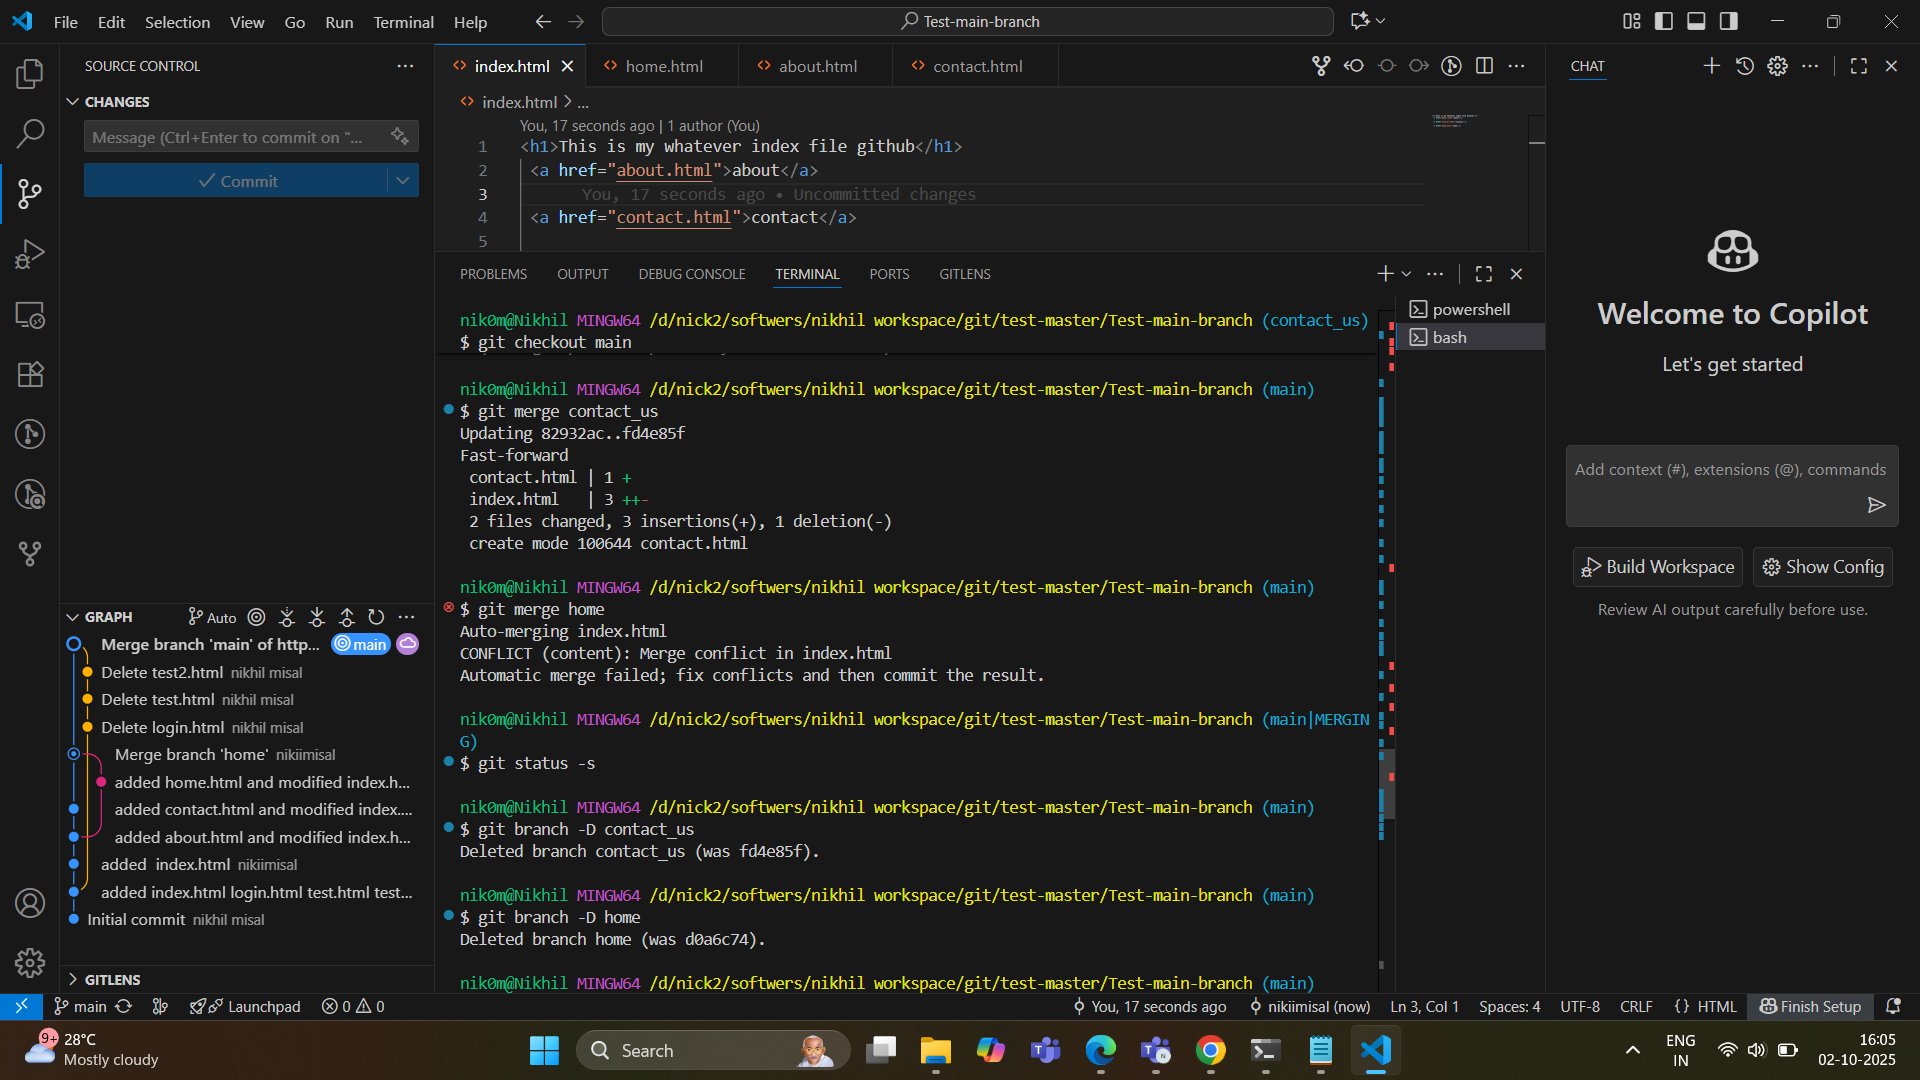 File Edit Selection View Go Run Terminal Help
Test-main-branch
SOURCE CONTROL
CHANGES
Message (Ctrl+Enter to commit on "...
Commit
index.html
home.html
about.html
contact.html
index.html > ...
You, 17 seconds ago | 1 author (You)
1 <h1>This is my whatever index file github</h1>
2 <a href="about.html">about</a>
3 You, 17 seconds ago • Uncommitted changes
4 <a href="contact.html">contact</a>
5
PROBLEMS OUTPUT DEBUG CONSOLE TERMINAL PORTS GITLENS
nik0m@Nikhil MINGW64 /d/nick2/softwers/nikhil workspace/git/test-master/Test-main-branch (contact_us)
$ git checkout main
nik0m@Nikhil MINGW64 /d/nick2/softwers/nikhil workspace/git/test-master/Test-main-branch (main)
$ git merge contact_us
Updating 82932ac..fd4e85f
Fast-forward
contact.html | 1 +
index.html   | 3 ++-
2 files changed, 3 insertions(+), 1 deletion(-)
create mode 100644 contact.html
nik0m@Nikhil MINGW64 /d/nick2/softwers/nikhil workspace/git/test-master/Test-main-branch (main)
$ git merge home
Auto-merging index.html
CONFLICT (content): Merge conflict in index.html
Automatic merge failed; fix conflicts and then commit the result.
nik0m@Nikhil MINGW64 /d/nick2/softwers/nikhil workspace/git/test-master/Test-main-branch (main|MERGIN
G)
$ git status -s
nik0m@Nikhil MINGW64 /d/nick2/softwers/nikhil workspace/git/test-master/Test-main-branch (main)
$ git branch -D contact_us
Deleted branch contact_us (was fd4e85f).
nik0m@Nikhil MINGW64 /d/nick2/softwers/nikhil workspace/git/test-master/Test-main-branch (main)
$ git branch -D home
Deleted branch home (was d0a6c74).
nik0m@Nikhil MINGW64 /d/nick2/softwers/nikhil workspace/git/test-master/Test-main-branch (main)
powershell
bash
GRAPH
Auto
Merge branch 'main' of http... main
Delete test2.html nikhil misal
Delete test.html nikhil misal
Delete login.html nikhil misal
Merge branch 'home' nikiimisal
added home.html and modified index.h...
added contact.html and modified index....
added about.html and modified index.h...
added index.html nikiimisal
added index.html login.html test.html test...
Initial commit nikhil misal
GITLENS
CHAT
Welcome to Copilot
Let's get started
Add context (#), extensions (@), commands
Build Workspace
Show Config
Review AI output carefully before use.
main
Launchpad
0
0
You, 17 seconds ago
nikiimisal (now)
Ln 3, Col 1
Spaces: 4
UTF-8
CRLF
{} HTML
Finish Setup
9+
28°C
Mostly cloudy
Search
ENG
IN
16:05
02-10-2025